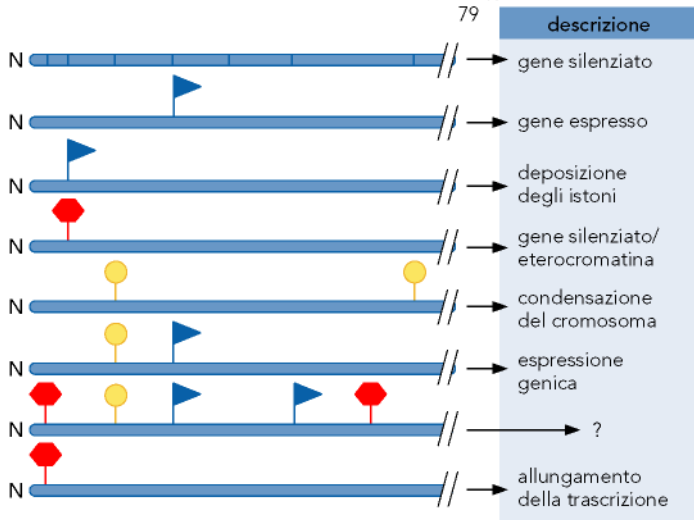 79
descrizione
N gene silenziato
N gene espresso
N deposizione
degli istoni
N gene silenziato/
eterocromatina
N condensazione
del cromosoma
N espressione
genica
N ?
N allungamento
della trascrizione